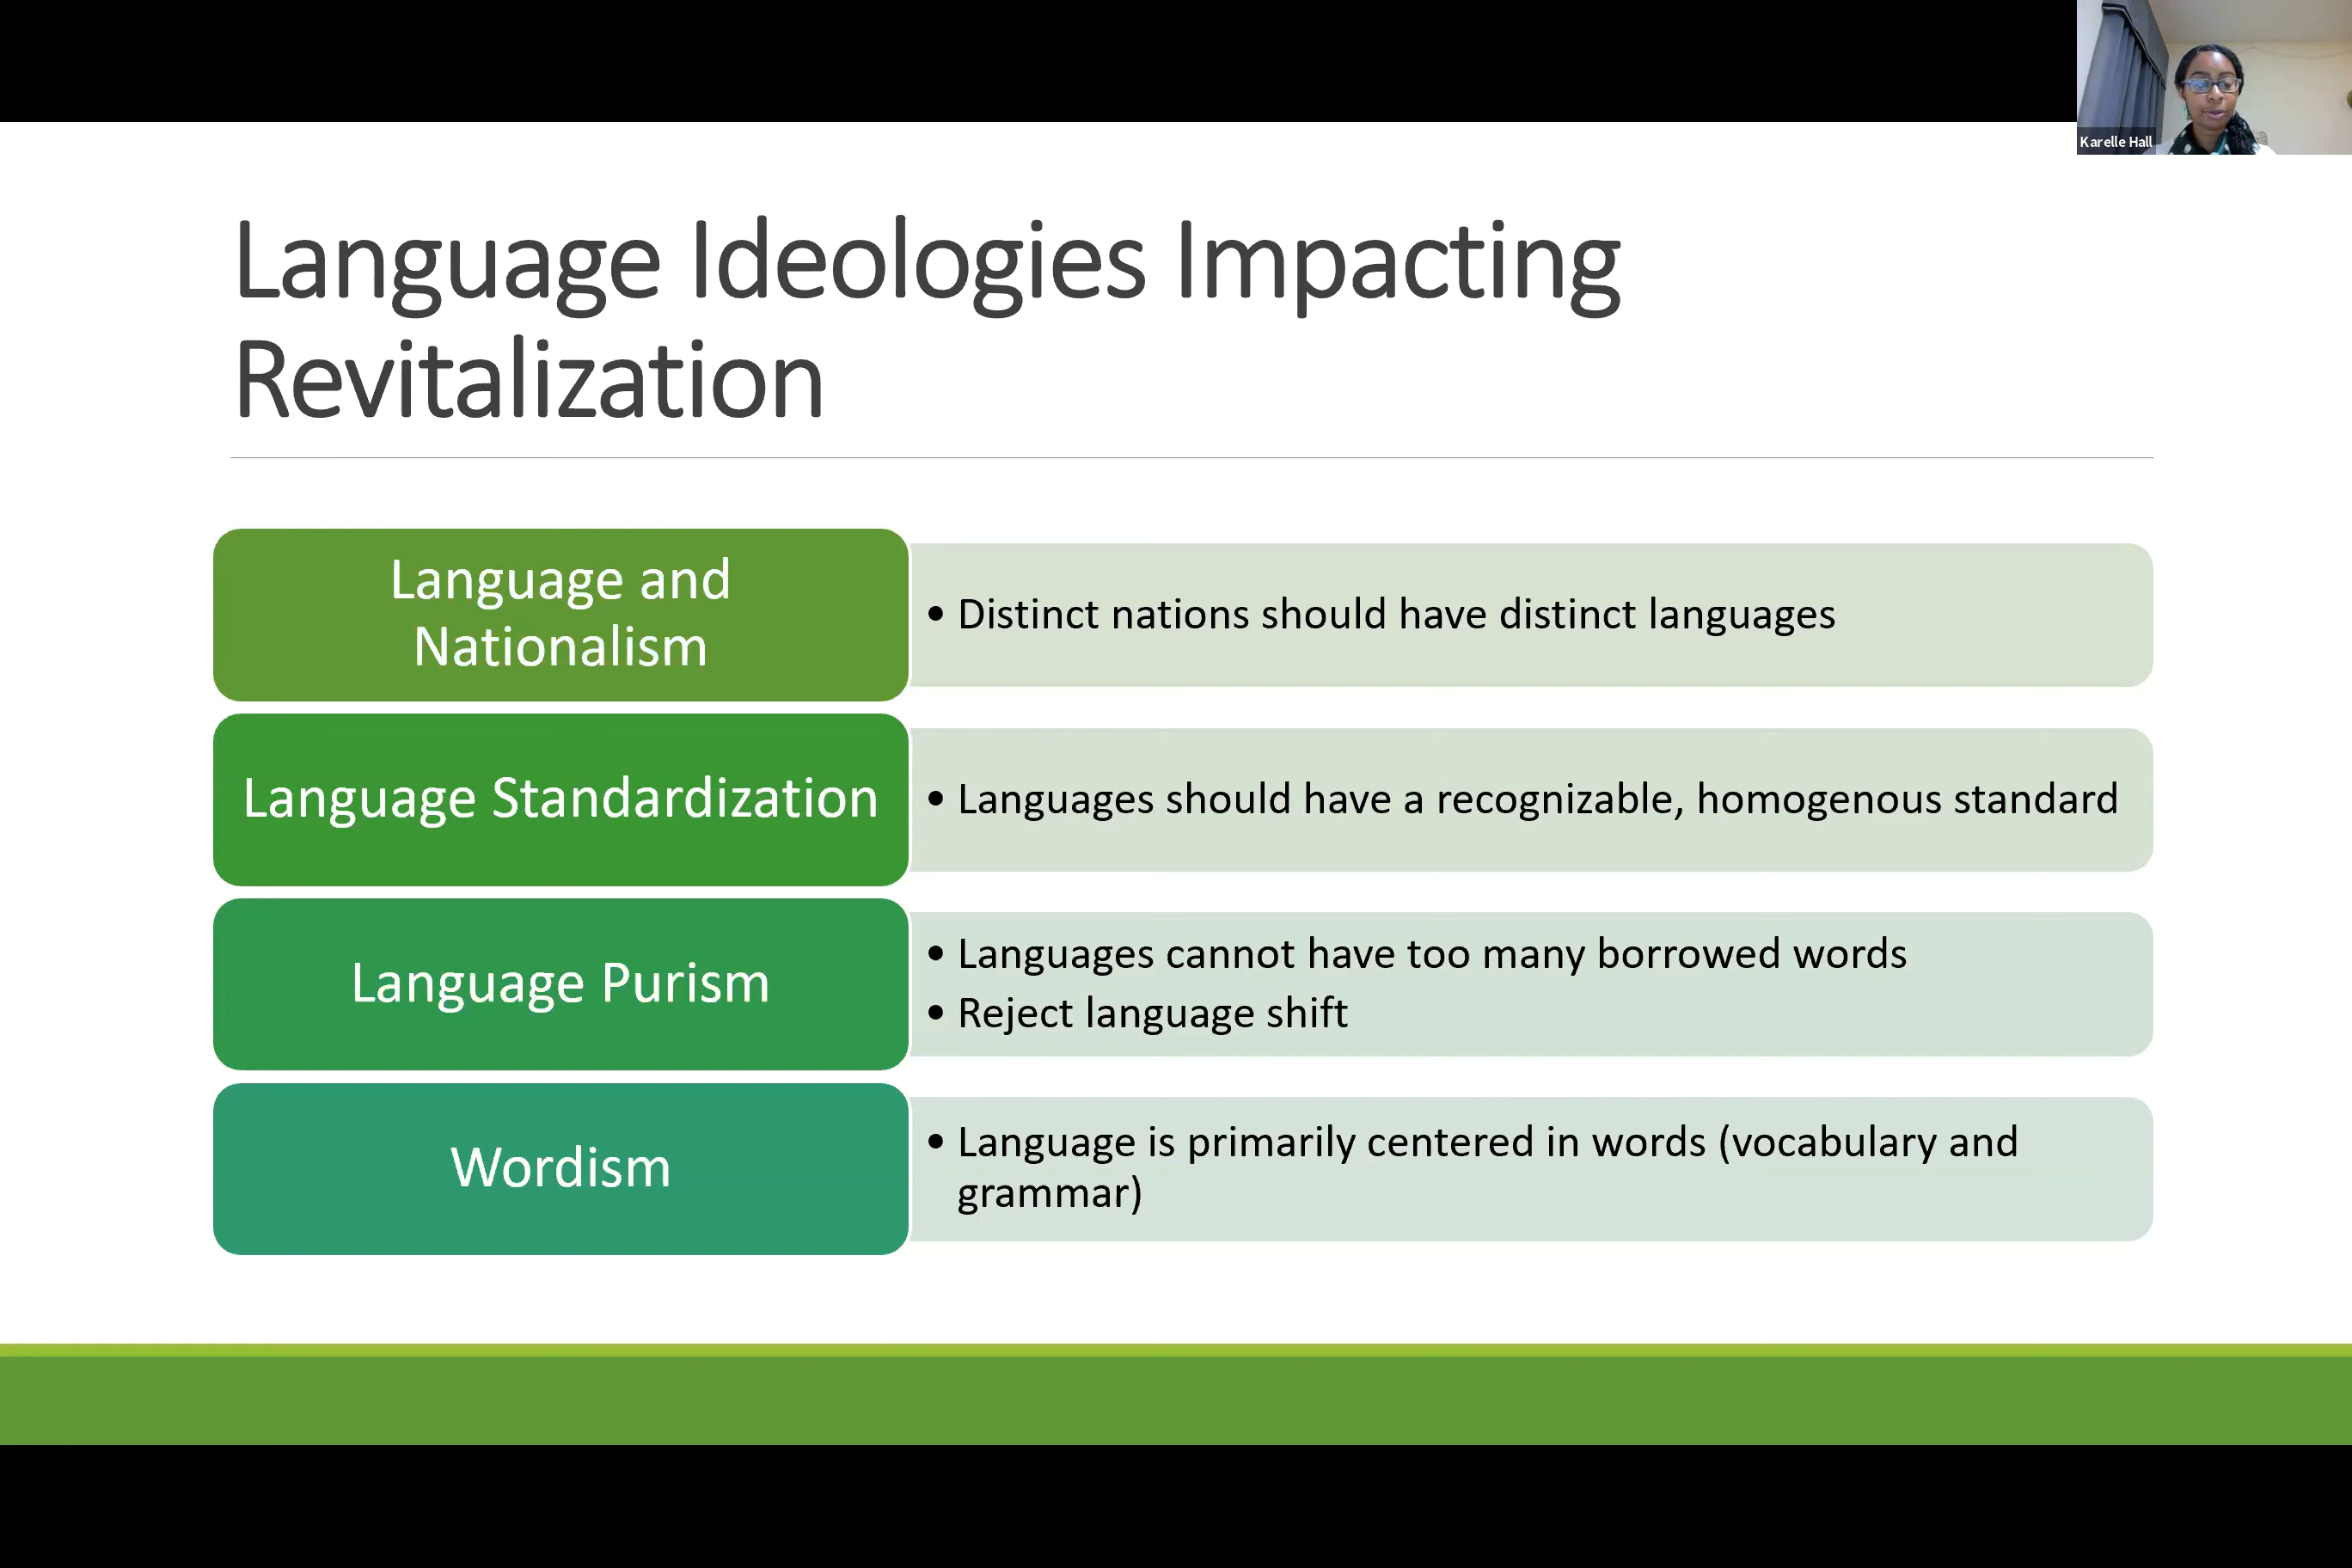 Karelle Hall
Language Ideologies Impacting
Revitalization
Language and
Nationalism
• Distinct nations should have distinct languages
Language Standardization
• Languages should have a recognizable, homogenous standard
Language Purism
• Languages cannot have too many borrowed words
• Reject language shift
Wordism
• Language is primarily centered in words (vocabulary and
grammar)